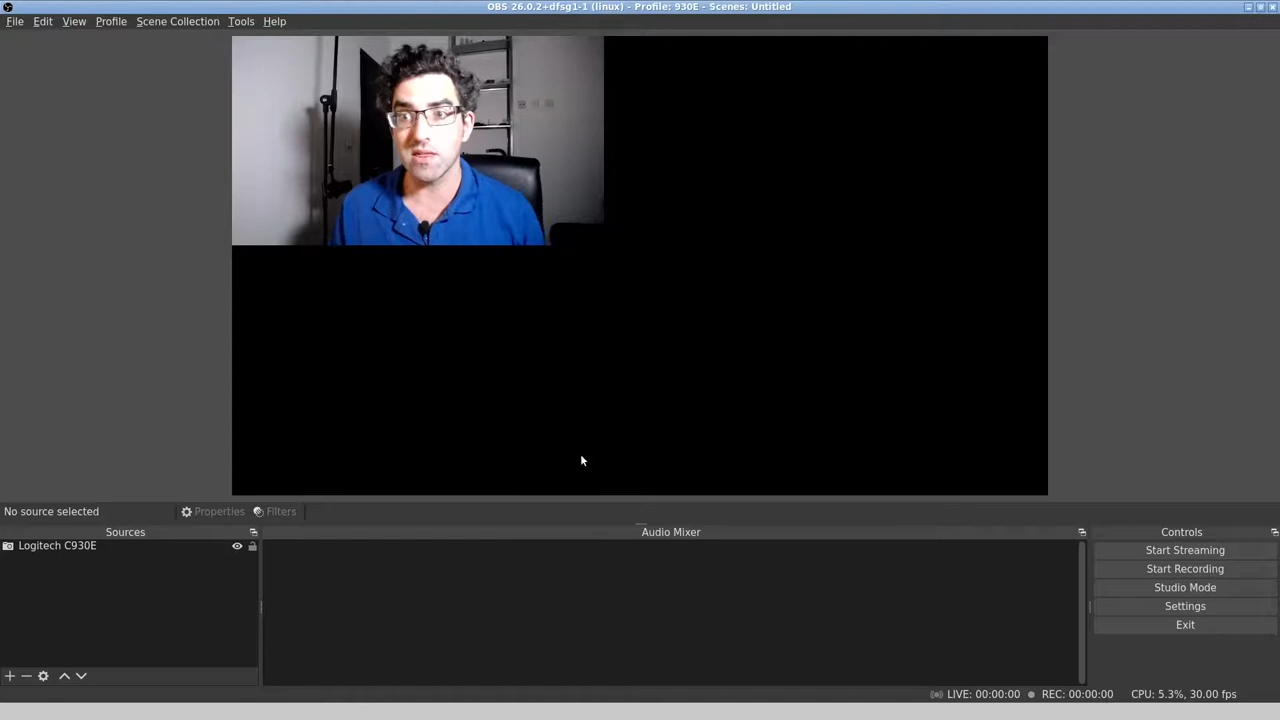 OBS 26.0.2+dfsg1-1 (linux) - Profile: 930E - Scenes: Untitled
File Edit View Profile Scene Collection Tools Help
No source selected Properties Filters
Sources Audio Mixer Controls
Logitech C930E
Start Streaming
Start Recording
Studio Mode
Settings
Exit
LIVE: 00:00:00 REC: 00:00:00 CPU: 5.3%, 30.00 fps